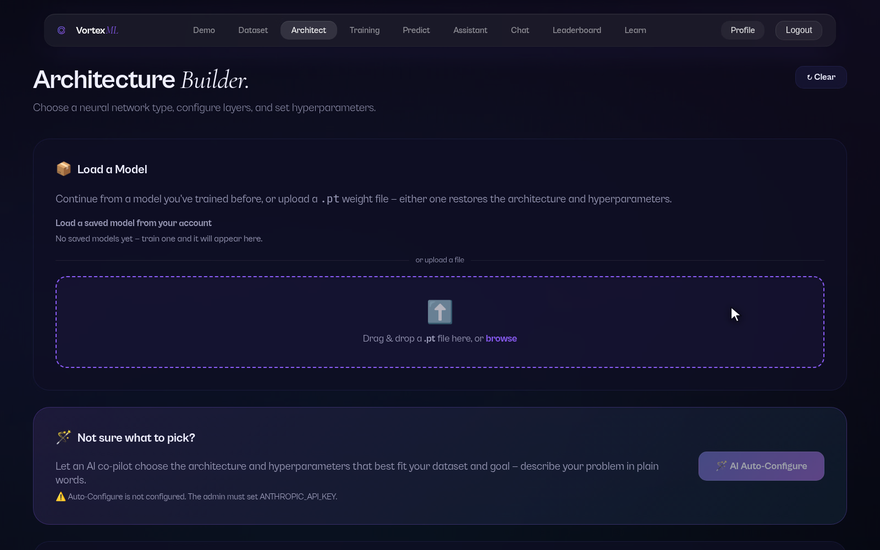 VortexML.
Demo
Dataset
Architect
Training
Predict
Assistant
Chat
Leaderboard
Learn
Profile
Logout
Architecture Builder.
↻ Clear
Choose a neural network type, configure layers, and set hyperparameters.
📦 Load a Model
Continue from a model you've trained before, or upload a .pt weight file – either one restores the architecture and hyperparameters.
Load a saved model from your account
No saved models yet – train one and it will appear here.
or upload a file
Drag & drop a .pt file here, or browse
🪄 Not sure what to pick?
Let an AI co-pilot choose the architecture and hyperparameters that best fit your dataset and goal – describe your problem in plain
words.
🪄 AI Auto-Configure
⚠️ Auto-Configure is not configured. The admin must set ANTHROPIC_API_KEY.